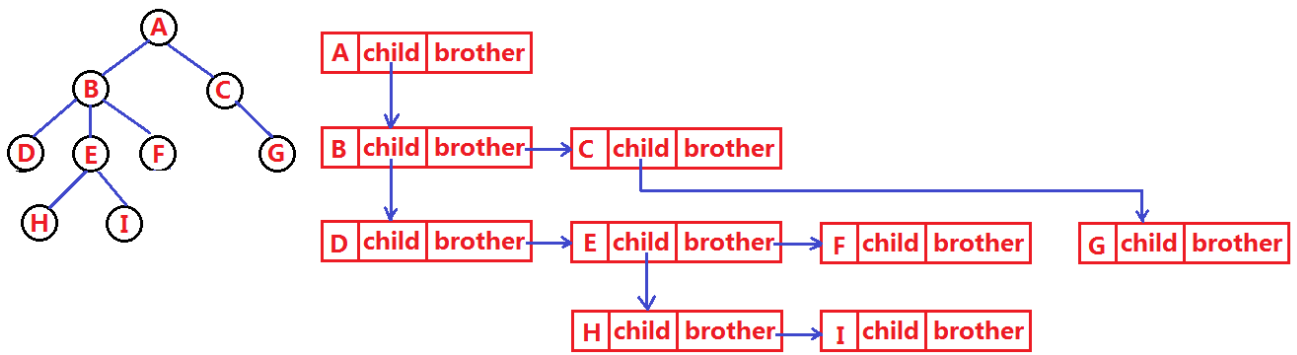 A
B
C
D
E
F
G
H
I
A child brother
B child brother
C child brother
D child brother
E child brother
F child brother
G child brother
H child brother
I child brother